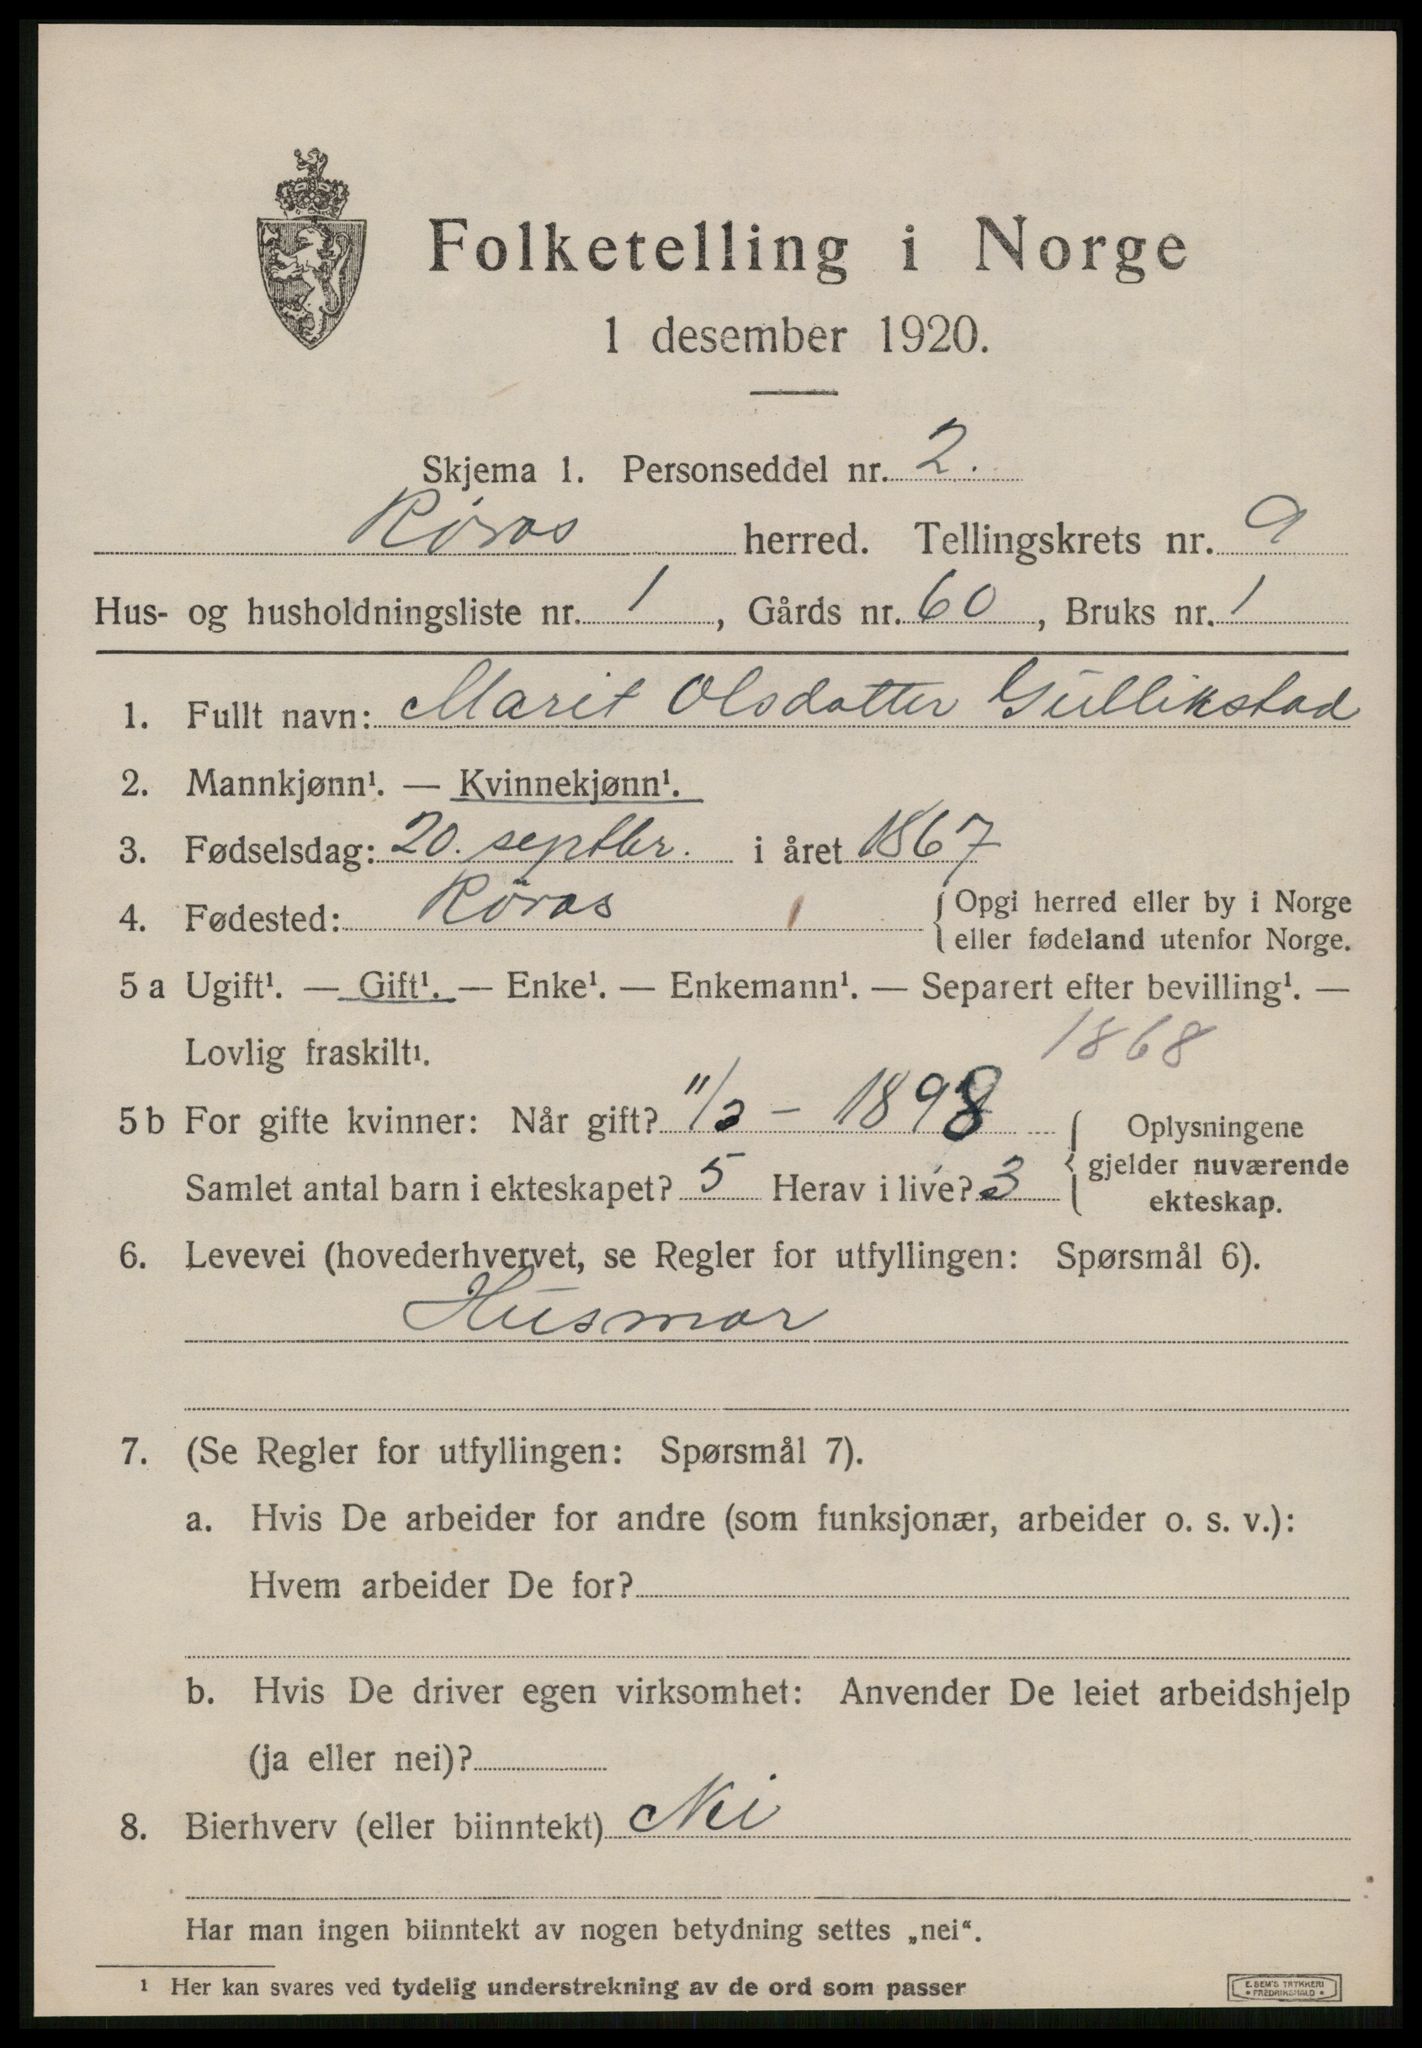 Folketelling i Norge
1 desember 1920.
Skjema 1. Personseddel nr. 2.
Røros herred. Tellingskrets nr. 9
Hus- og husholdningsliste nr. 1, Gårds nr. 60, Bruks nr. 1
1. Fullt navn: Marit Olsdatter Gullikstad
2. Mannkjønn¹. — Kvinnekjønn¹.
3. Fødselsdag: 20. septbr. i året 1867
4. Fødested: Røros { Opgi herred eller by i Norge
eller fødeland utenfor Norge.
5 a Ugift¹. — Gift¹. — Enke¹. — Enkemann¹. — Separert efter bevilling¹. —
Lovlig fraskilt¹. 1868
5 b For gifte kvinner: Når gift? 11/3 - 1898 { Oplysningene
gjelder nuværende
Samlet antal barn i ekteskapet? 5 Herav i live? 3
ekteskap.
6. Levevei (hovederhvervet, se Regler for utfyllingen: Spørsmål 6).
Husmor
7. (Se Regler for utfyllingen: Spørsmål 7).
a. Hvis De arbeider for andre (som funksjonær, arbeider o. s. v.):
Hvem arbeider De for?
b. Hvis De driver egen virksomhet: Anvender De leiet arbeidshjelp
(ja eller nei)?
8. Bierhverv (eller biinntekt) Nei
Har man ingen biinntekt av nogen betydning settes „nei“.
¹ Her kan svares ved tydelig understrekning av de ord som passer
E. SEM'S TRYKKERI
• FREDRIKSHALD •